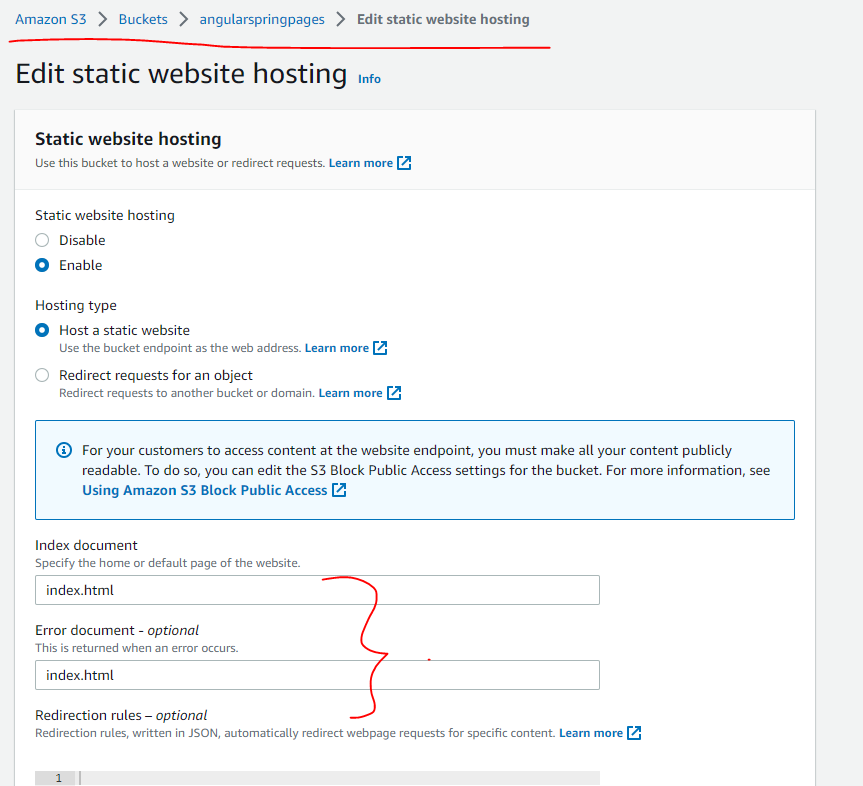 Amazon S3 > Buckets > angularspringpages > Edit static website hosting
Edit static website hosting Info
Static website hosting
Use this bucket to host a website or redirect requests. Learn more
Static website hosting
Disable
Enable
Hosting type
Host a static website
Use the bucket endpoint as the web address. Learn more
Redirect requests for an object
Redirect requests to another bucket or domain. Learn more
For your customers to access content at the website endpoint, you must make all your content publicly
readable. To do so, you can edit the S3 Block Public Access settings for the bucket. For more information, see
Using Amazon S3 Block Public Access
Index document
Specify the home or default page of the website.
index.html
Error document - optional
This is returned when an error occurs.
index.html
Redirection rules – optional
Redirection rules, written in JSON, automatically redirect webpage requests for specific content. Learn more
1